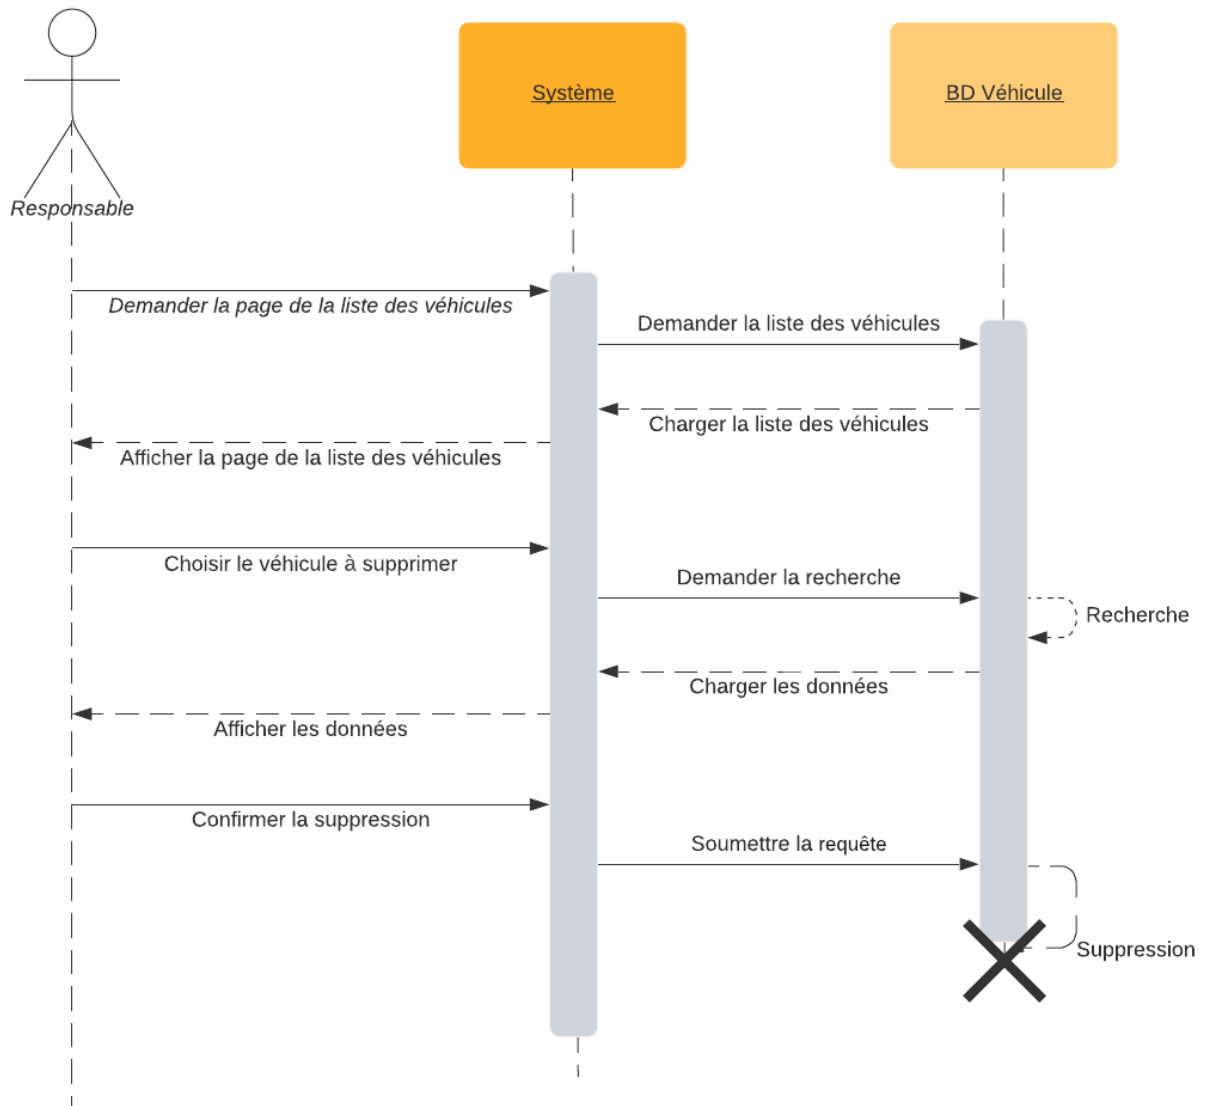 Système
BD Véhicule
Responsable
Demander la page de la liste des véhicules
Demander la liste des véhicules
Charger la liste des véhicules
Afficher la page de la liste des véhicules
Choisir le véhicule à supprimer
Demander la recherche
Recherche
Charger les données
Afficher les données
Confirmer la suppression
Soumettre la requête
Suppression